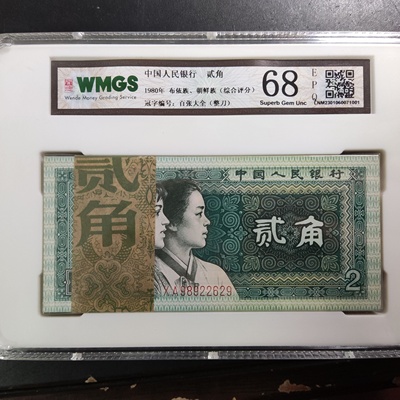 WMGS
Wende Money Grading Service
中国人民银行 贰角
1980年 布依族、朝鲜族（综合评分）
冠字编号：百张大全（整刀）
68
EPQ
Superb Gem Unc
中国人民银行
贰角
贰角
2
XA98922629